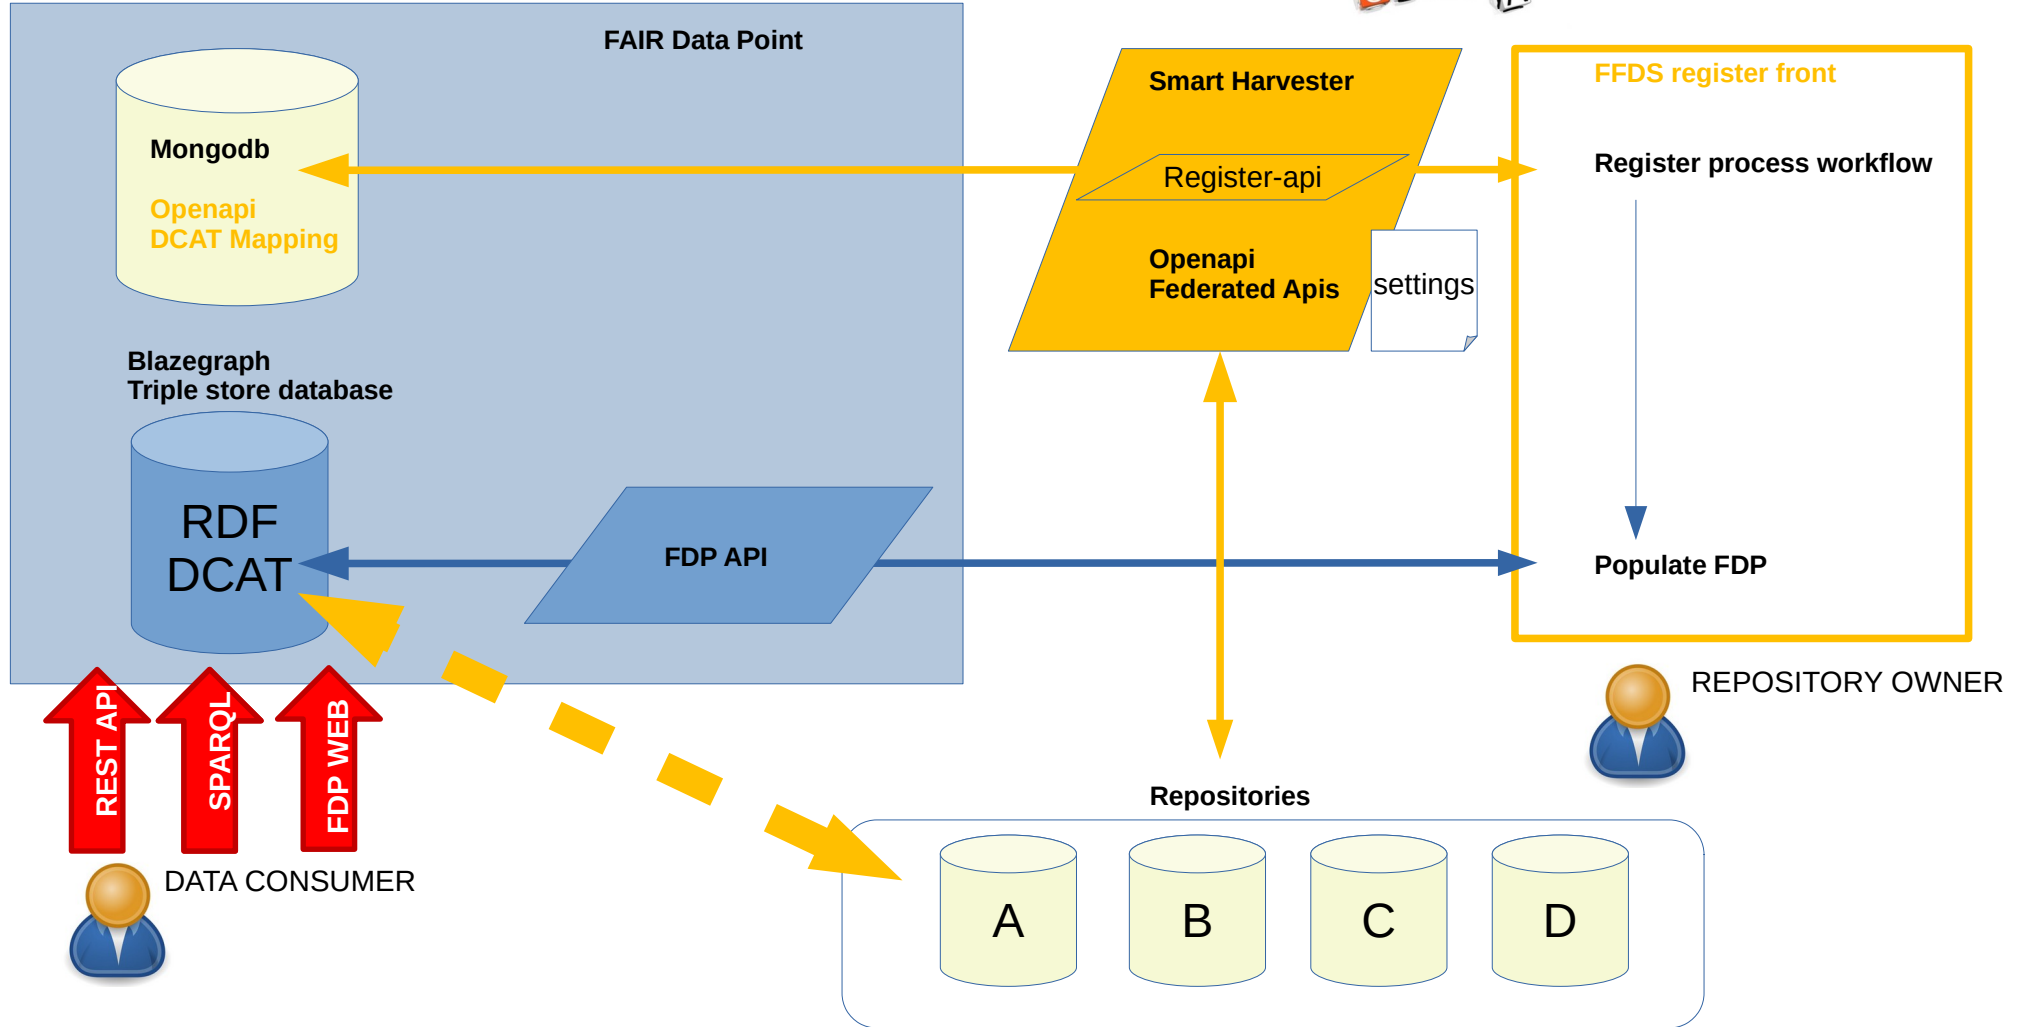 FAIR Data Point
Mongodb
Openapi
DCAT Mapping
Blazegraph
Triple store database
RDF
DCAT
FDP API
Smart Harvester
Register-api
Openapi
Federated Apis
settings
FFDS register front
Register process workflow
Populate FDP
REPOSITORY OWNER
REST API
SPARQL
FDP WEB
DATA CONSUMER
Repositories
A
B
C
D